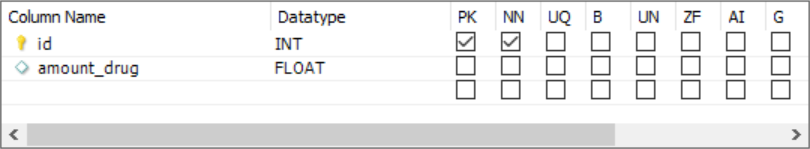 Column Name Datatype PK NN UQ B UN ZF AI G
id INT
amount_drug FLOAT